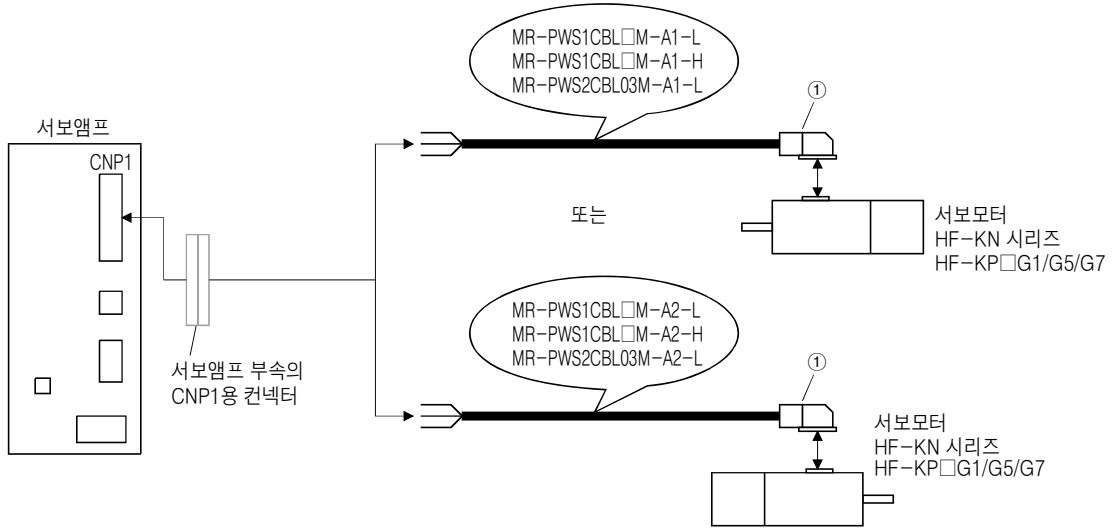 MR-PWS1CBL□M-A1-L
MR-PWS1CBL□M-A1-H
MR-PWS2CBL03M-A1-L
①
서보앰프
CNP1
또는
서보모터
HF-KN 시리즈
HF-KP□G1/G5/G7
MR-PWS1CBL□M-A2-L
MR-PWS1CBL□M-A2-H
MR-PWS2CBL03M-A2-L
서보앰프 부속의
CNP1용 컨넥터
①
서보모터
HF-KN 시리즈
HF-KP□G1/G5/G7